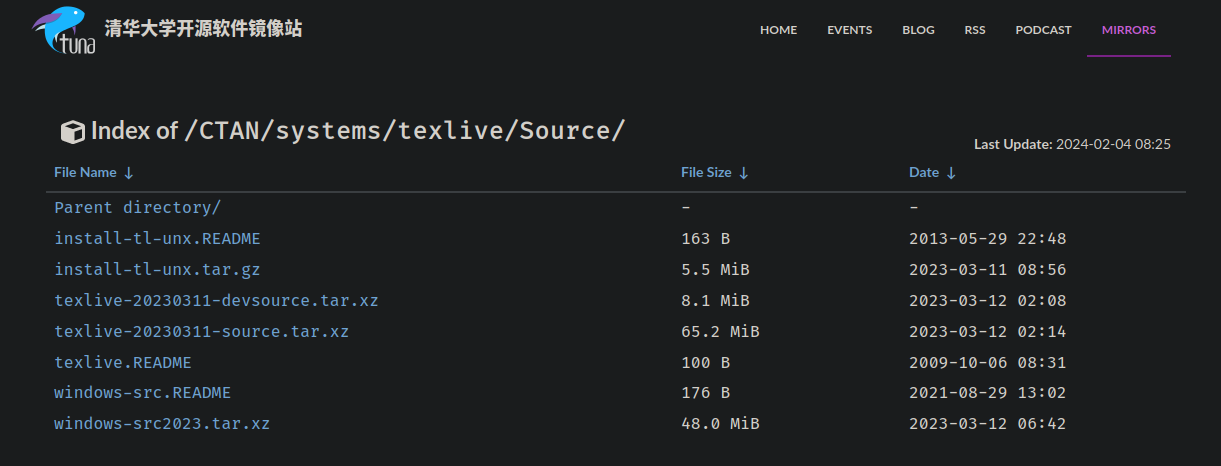 tuna 清华大学开源软件镜像站 HOME EVENTS BLOG RSS PODCAST MIRRORS
Index of /CTAN/systems/texlive/Source/
Last Update: 2024-02-04 08:25
File Name ↓ File Size ↓ Date ↓
Parent directory/ - -
install-tl-unx.README 163 B 2013-05-29 22:48
install-tl-unx.tar.gz 5.5 MiB 2023-03-11 08:56
texlive-20230311-devsource.tar.xz 8.1 MiB 2023-03-12 02:08
texlive-20230311-source.tar.xz 65.2 MiB 2023-03-12 02:14
texlive.README 100 B 2009-10-06 08:31
windows-src.README 176 B 2021-08-29 13:02
windows-src2023.tar.xz 48.0 MiB 2023-03-12 06:42